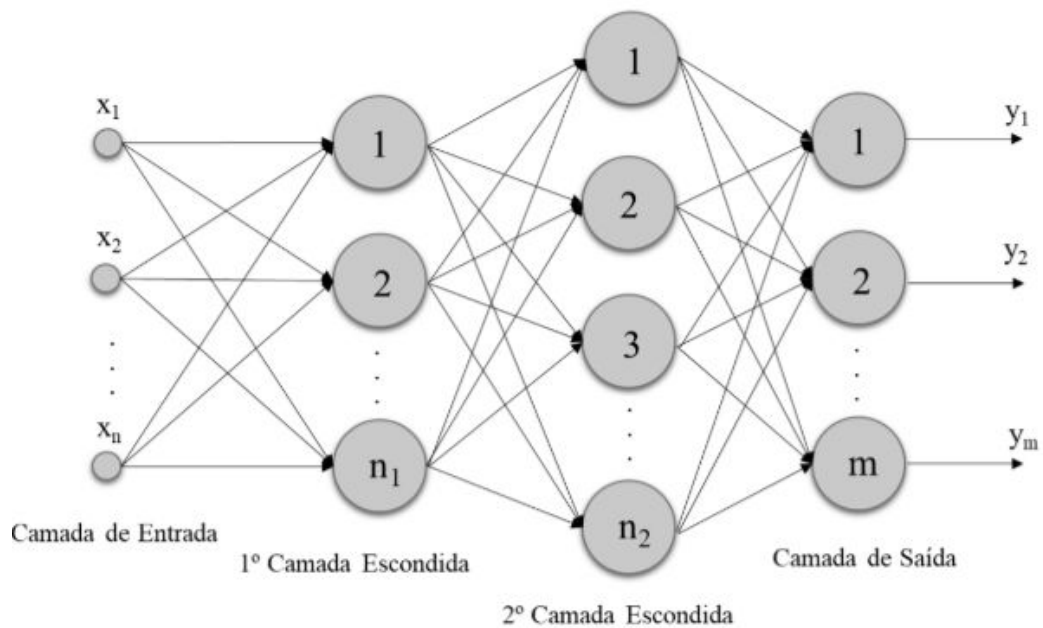 x₁
x₂
xₙ
Camada de Entrada
1
2
n₁
1º Camada Escondida
1
2
3
n₂
2º Camada Escondida
1
2
m
Camada de Saída
y₁
y₂
yₘ